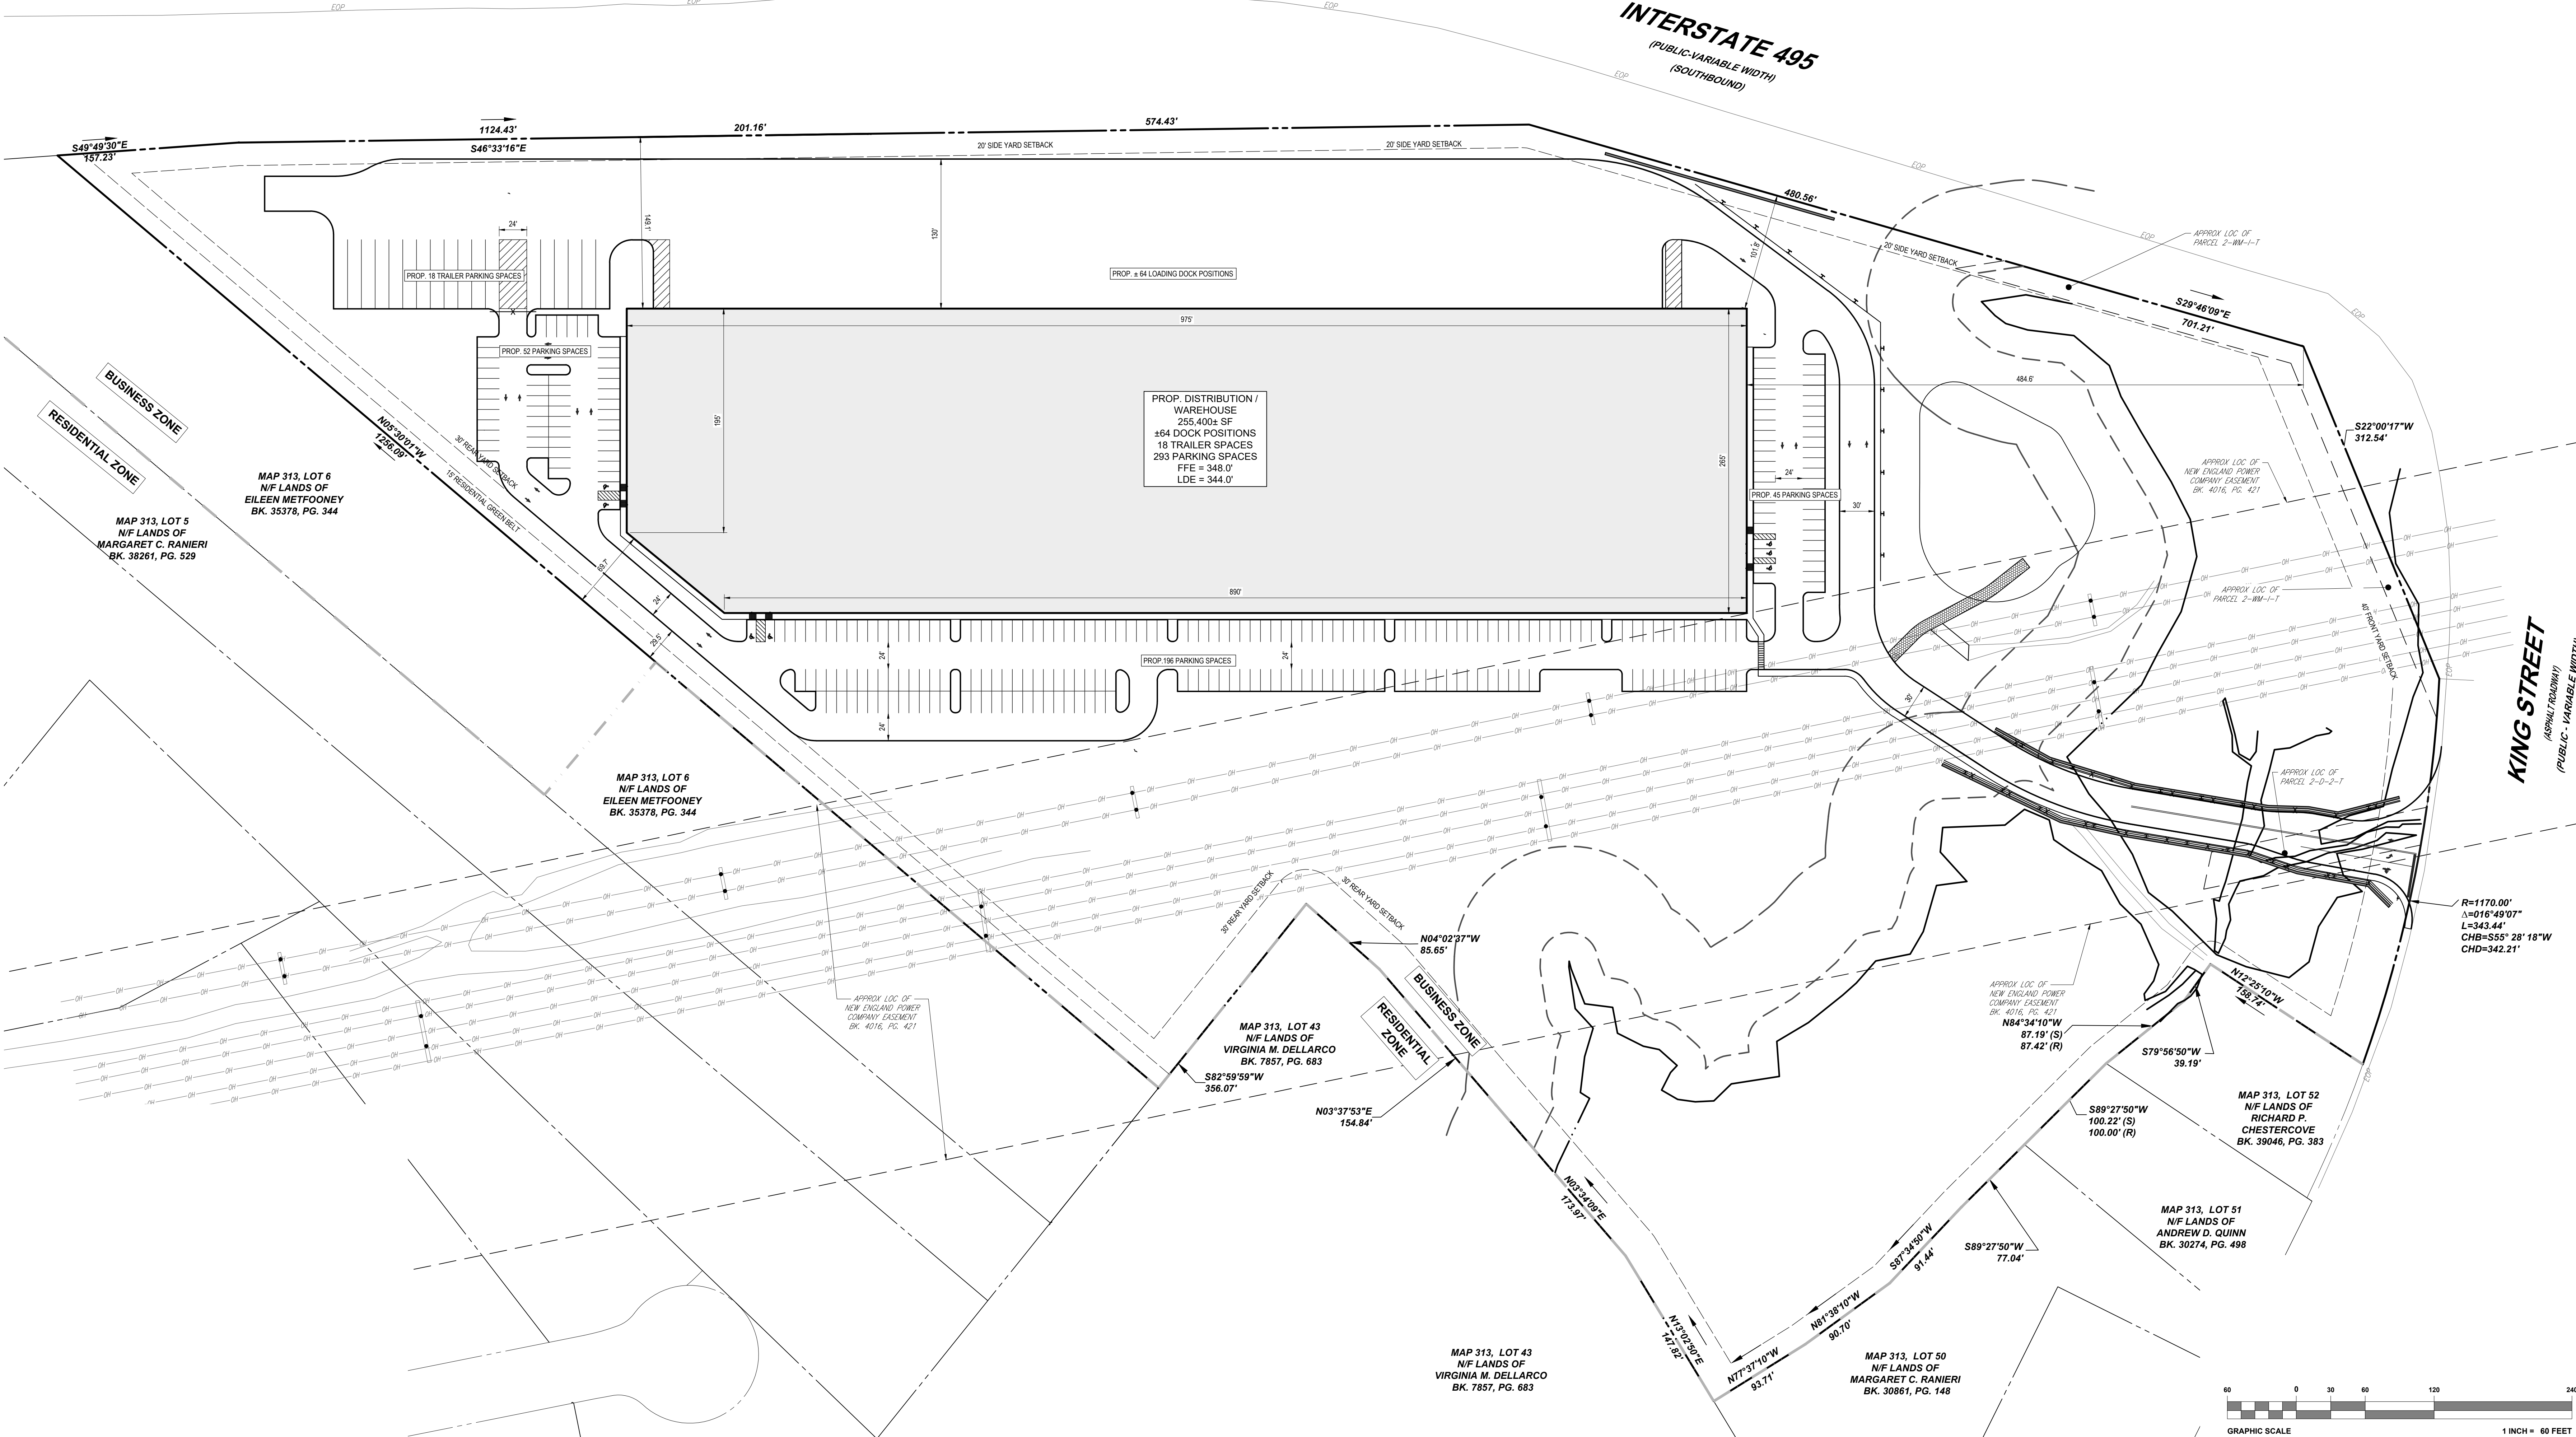 EOP
EOP
EOP
INTERSTATE 495
(PUBLIC-VARIABLE WIDTH)
(SOUTHBOUND)
EOP
EOP
EOP
EOP
S49°49'30"E
157.23'
1124.43'
S46°33'16"E
201.16'
574.43'
20' SIDE YARD SETBACK
20' SIDE YARD SETBACK
480.56'
20' SIDE YARD SETBACK
APPROX LOC OF
PARCEL 2-WM-I-T
S29°46'09"E
701.21'
24'
149.1'
130'
101.8'
PROP. 18 TRAILER PARKING SPACES
PROP. ± 64 LOADING DOCK POSITIONS
975'
PROP. 52 PARKING SPACES
484.6'
BUSINESS ZONE
RESIDENTIAL ZONE
N05°30'01"W
1256.09'
30' REAR YARD SETBACK
15' RESIDENTIAL GREEN BELT
195'
265'
PROP. DISTRIBUTION /
WAREHOUSE
255,400± SF
±64 DOCK POSITIONS
18 TRAILER SPACES
293 PARKING SPACES
FFE = 348.0'
LDE = 344.0'
24'
PROP. 45 PARKING SPACES
30'
S22°00'17"W
312.54'
APPROX LOC OF
NEW ENGLAND POWER
COMPANY EASEMENT
BK. 4016, PG. 421
MAP 313, LOT 6
N/F LANDS OF
EILEEN METFOONEY
BK. 35378, PG. 344
MAP 313, LOT 5
N/F LANDS OF
MARGARET C. RANIERI
BK. 38261, PG. 529
69.7'
24'
29.5'
890'
24'
24'
24'
PROP.196 PARKING SPACES
30'
APPROX LOC OF
PARCEL 2-WM-I-T
40' FRONT YARD SETBACK
EOP
KING STREET
(ASPHALT ROADWAY)
(PUBLIC - VARIABLE WIDTH)
APPROX LOC OF
PARCEL 2-D-2-T
MAP 313, LOT 6
N/F LANDS OF
EILEEN METFOONEY
BK. 35378, PG. 344
30' REAR YARD SETBACK
30' REAR YARD SETBACK
N04°02'37"W
85.65'
R=1170.00'
Δ=016°49'07"
L=343.44'
CHB=S55° 28' 18"W
CHD=342.21'
APPROX LOC OF
NEW ENGLAND POWER
COMPANY EASEMENT
BK. 4016, PG. 421
BUSINESS ZONE
RESIDENTIAL
ZONE
MAP 313, LOT 43
N/F LANDS OF
VIRGINIA M. DELLARCO
BK. 7857, PG. 683
S82°59'59"W
356.07'
N03°37'53"E
154.84'
APPROX LOC OF
NEW ENGLAND POWER
COMPANY EASEMENT
BK. 4016, PG. 421
N84°34'10"W
87.19' (S)
87.42' (R)
N12°25'10"W
158.74'
S79°56'50"W
39.19'
EOP
MAP 313, LOT 52
N/F LANDS OF
RICHARD P.
CHESTERCOVE
BK. 39046, PG. 383
S89°27'50"W
100.22' (S)
100.00' (R)
N03°34'09"E
173.97'
S87°34'50"W
91.44'
S89°27'50"W
77.04'
MAP 313, LOT 51
N/F LANDS OF
ANDREW D. QUINN
BK. 30274, PG. 498
N13°02'50"E
147.82'
N81°38'10"W
90.70'
N77°37'10"W
93.71'
MAP 313, LOT 43
N/F LANDS OF
VIRGINIA M. DELLARCO
BK. 7857, PG. 683
MAP 313, LOT 50
N/F LANDS OF
MARGARET C. RANIERI
BK. 30861, PG. 148
60 0 30 60 120 240
GRAPHIC SCALE 1 INCH = 60 FEET